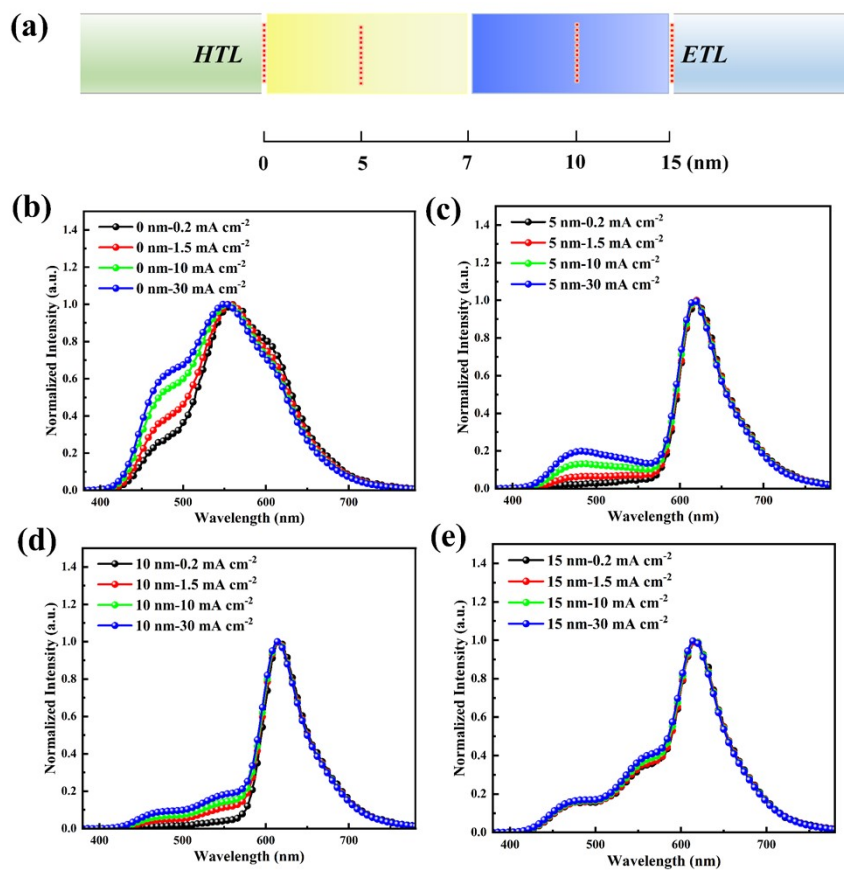 (a)
HTL
ETL
0 5 7 10 15 (nm)
(b)
0 nm-0.2 mA cm⁻²
0 nm-1.5 mA cm⁻²
0 nm-10 mA cm⁻²
0 nm-30 mA cm⁻²
1.4
1.2
1.0
0.8
0.6
0.4
0.2
0.0
Normalized Intensity (a.u.)
400 500 600 700
Wavelength (nm)
(c)
5 nm-0.2 mA cm⁻²
5 nm-1.5 mA cm⁻²
5 nm-10 mA cm⁻²
5 nm-30 mA cm⁻²
1.4
1.2
1.0
0.8
0.6
0.4
0.2
0.0
Normalized Intensity (a.u.)
400 500 600 700
Wavelength (nm)
(d)
10 nm-0.2 mA cm⁻²
10 nm-1.5 mA cm⁻²
10 nm-10 mA cm⁻²
10 nm-30 mA cm⁻²
1.4
1.2
1.0
0.8
0.6
0.4
0.2
0.0
Normalized Intensity (a.u.)
400 500 600 700
Wavelength (nm)
(e)
15 nm-0.2 mA cm⁻²
15 nm-1.5 mA cm⁻²
15 nm-10 mA cm⁻²
15 nm-30 mA cm⁻²
1.4
1.2
1.0
0.8
0.6
0.4
0.2
0.0
Normalized Intensity (a.u.)
400 500 600 700
Wavelength (nm)